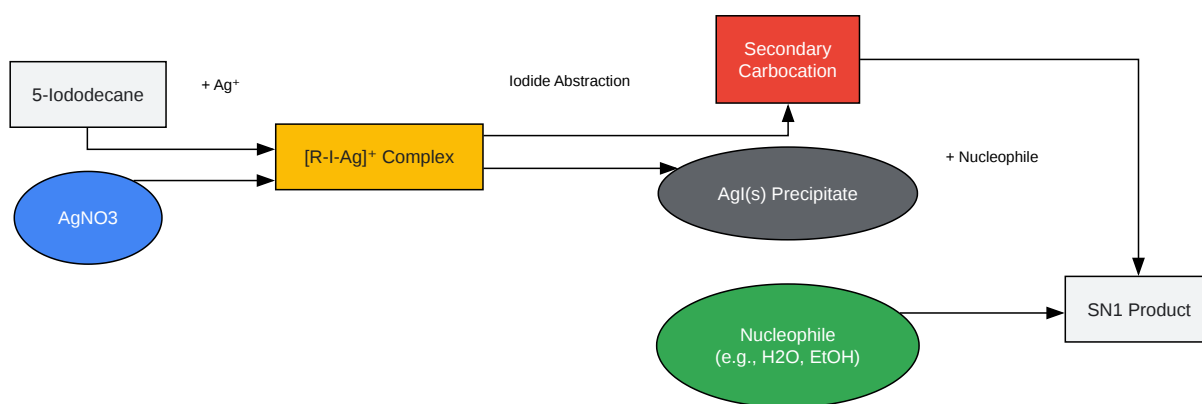 5-Iododecane
+ Ag⁺
AgNO3
[R-I-Ag]⁺ Complex
Iodide Abstraction
Secondary
Carbocation
AgI(s) Precipitate
+ Nucleophile
Nucleophile
(e.g., H2O, EtOH)
SN1 Product